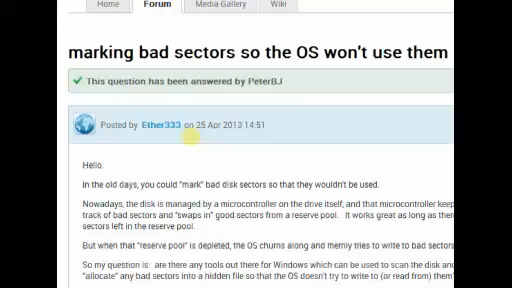 Home Forum Media Gallery Wiki
marking bad sectors so the OS won't use them
This question has been answered by PeterBJ
Posted by Ether333 on 25 Apr 2013 14:51
Hello.
In the old days, you could "mark" bad disk sectors so that they wouldn't be used.
Nowadays, the disk is managed by a microcontroller on the drive itself, and that microcontroller keep
track of bad sectors and "swaps in" good sectors from a reserve pool. It works great as long as there
sectors left in the reserve pool.
But when that "reserve pool" is depleted, the OS churns along and merrily tries to write to bad sectors
So my question is: are there any tools out there for Windows which can be used to scan the disk and
"allocate" any bad sectors into a hidden file so that the OS doesn't try to write to (or read from) them